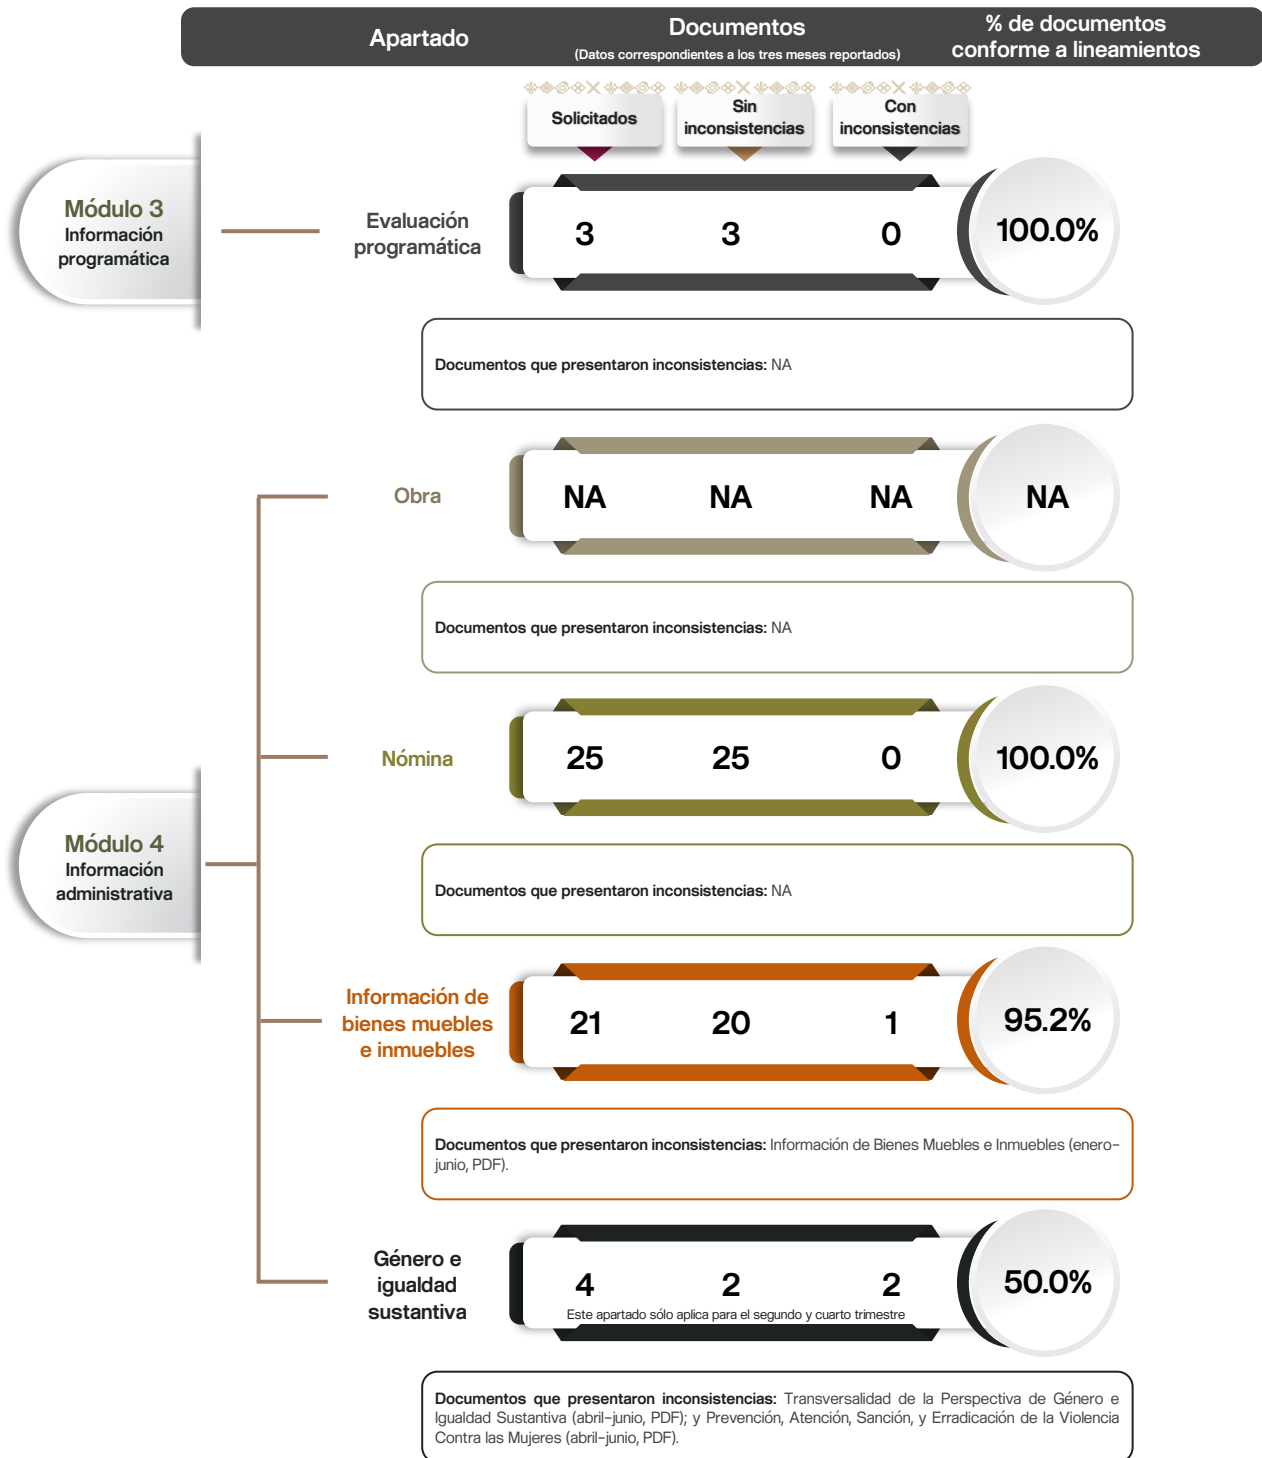 Apartado
Documentos
(Datos correspondientes a los tres meses reportados)
% de documentos
conforme a lineamientos
Solicitados
Sin
inconsistencias
Con
inconsistencias
Módulo 3
Información
programática
Evaluación
programática
3 3 0 100.0%
Documentos que presentaron inconsistencias: NA
Obra
NA NA NA NA
Documentos que presentaron inconsistencias: NA
Nómina
25 25 0 100.0%
Documentos que presentaron inconsistencias: NA
Módulo 4
Información
administrativa
Información de
bienes muebles
e inmuebles
21 20 1 95.2%
Documentos que presentaron inconsistencias: Información de Bienes Muebles e Inmuebles (enero-
junio, PDF).
Género e
igualdad
sustantiva
4 2 2 50.0%
Este apartado sólo aplica para el segundo y cuarto trimestre
Documentos que presentaron inconsistencias: Transversalidad de la Perspectiva de Género e
Igualdad Sustantiva (abril-junio, PDF); y Prevención, Atención, Sanción, y Erradicación de la Violencia
Contra las Mujeres (abril-junio, PDF).